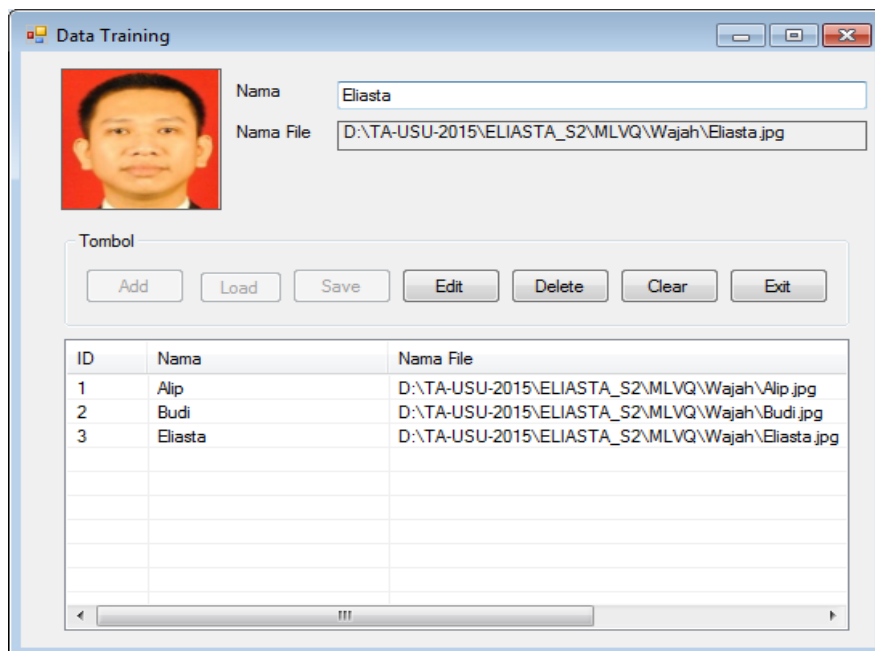 Data Training
Nama Eliasta
Nama File D:\TA-USU-2015\ELIASTA_S2\MLVQ\Wajah\Eliasta.jpg
Tombol
Add Load Save Edit Delete Clear Exit
ID Nama Nama File
1 Alip D:\TA-USU-2015\ELIASTA_S2\MLVQ\Wajah\Alip.jpg
2 Budi D:\TA-USU-2015\ELIASTA_S2\MLVQ\Wajah\Budi.jpg
3 Eliasta D:\TA-USU-2015\ELIASTA_S2\MLVQ\Wajah\Eliasta.jpg